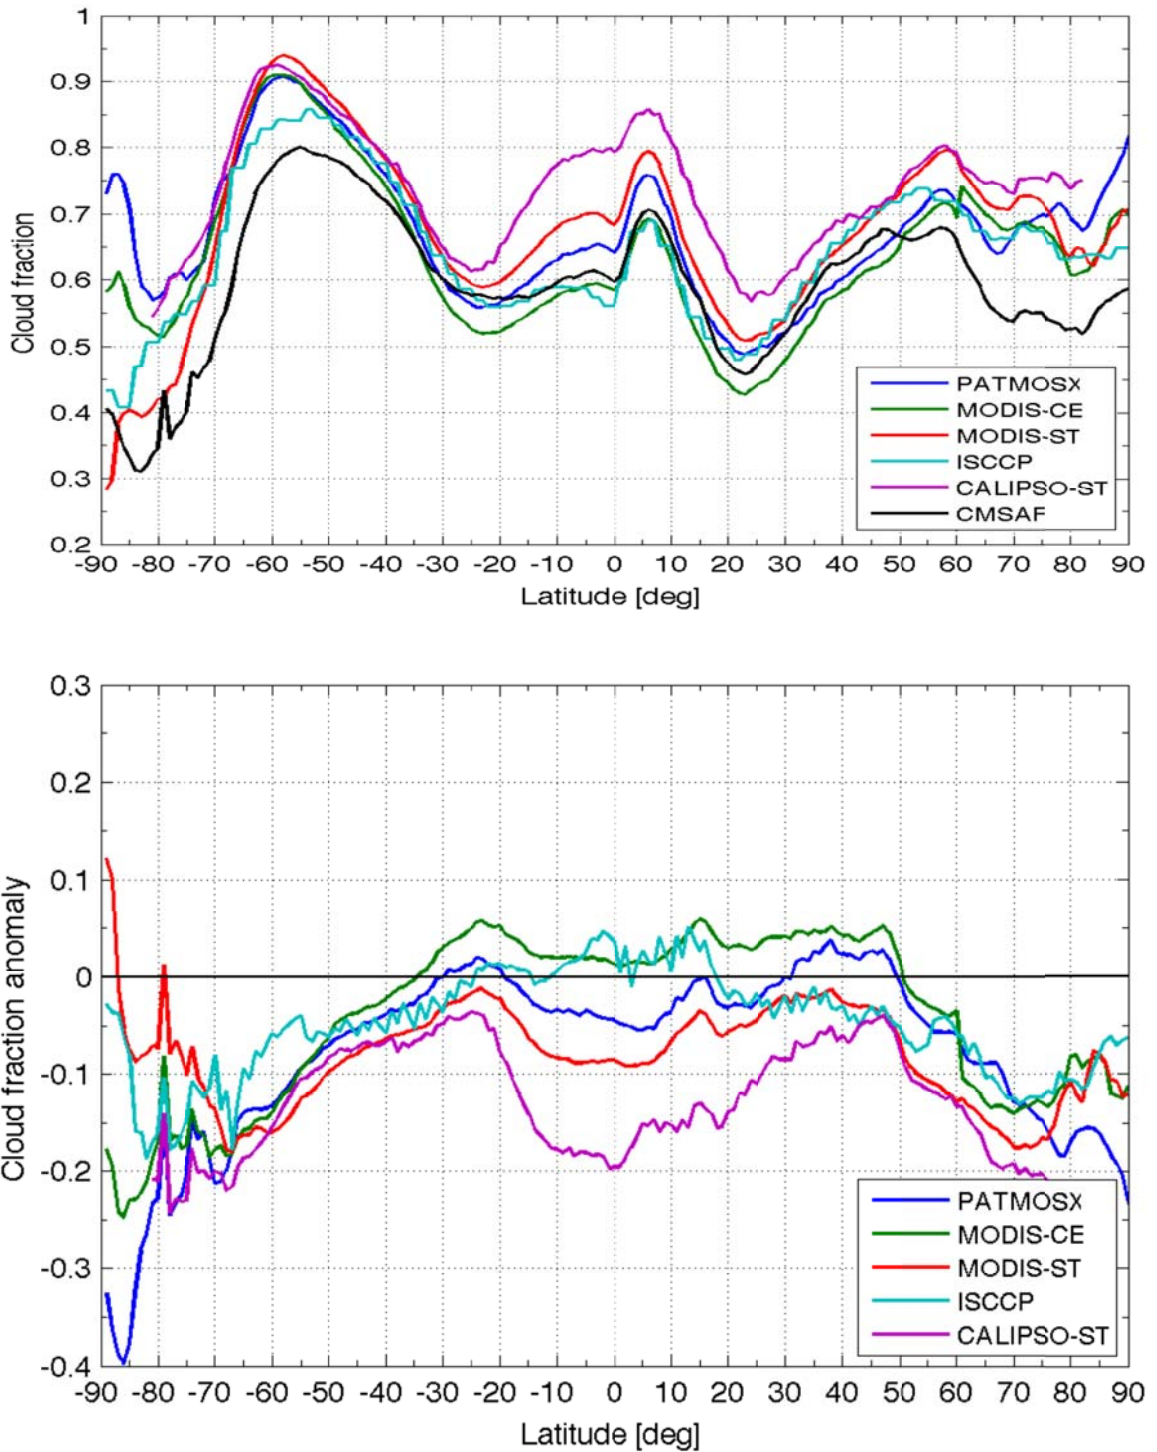 1
0.9
0.8
0.7
0.6
0.5
0.4
0.3
0.2
Cloud fraction
-90 -80 -70 -60 -50 -40 -30 -20 -10 0 10 20 30 40 50 60 70 80 90
Latitude [deg]
PATMOSX
MODIS-CE
MODIS-ST
ISCCP
CALIPSO-ST
CMSAF
0.3
0.2
0.1
0
-0.1
-0.2
-0.3
-0.4
Cloud fraction anomaly
-90 -80 -70 -60 -50 -40 -30 -20 -10 0 10 20 30 40 50 60 70 80 90
Latitude [deg]
PATMOSX
MODIS-CE
MODIS-ST
ISCCP
CALIPSO-ST